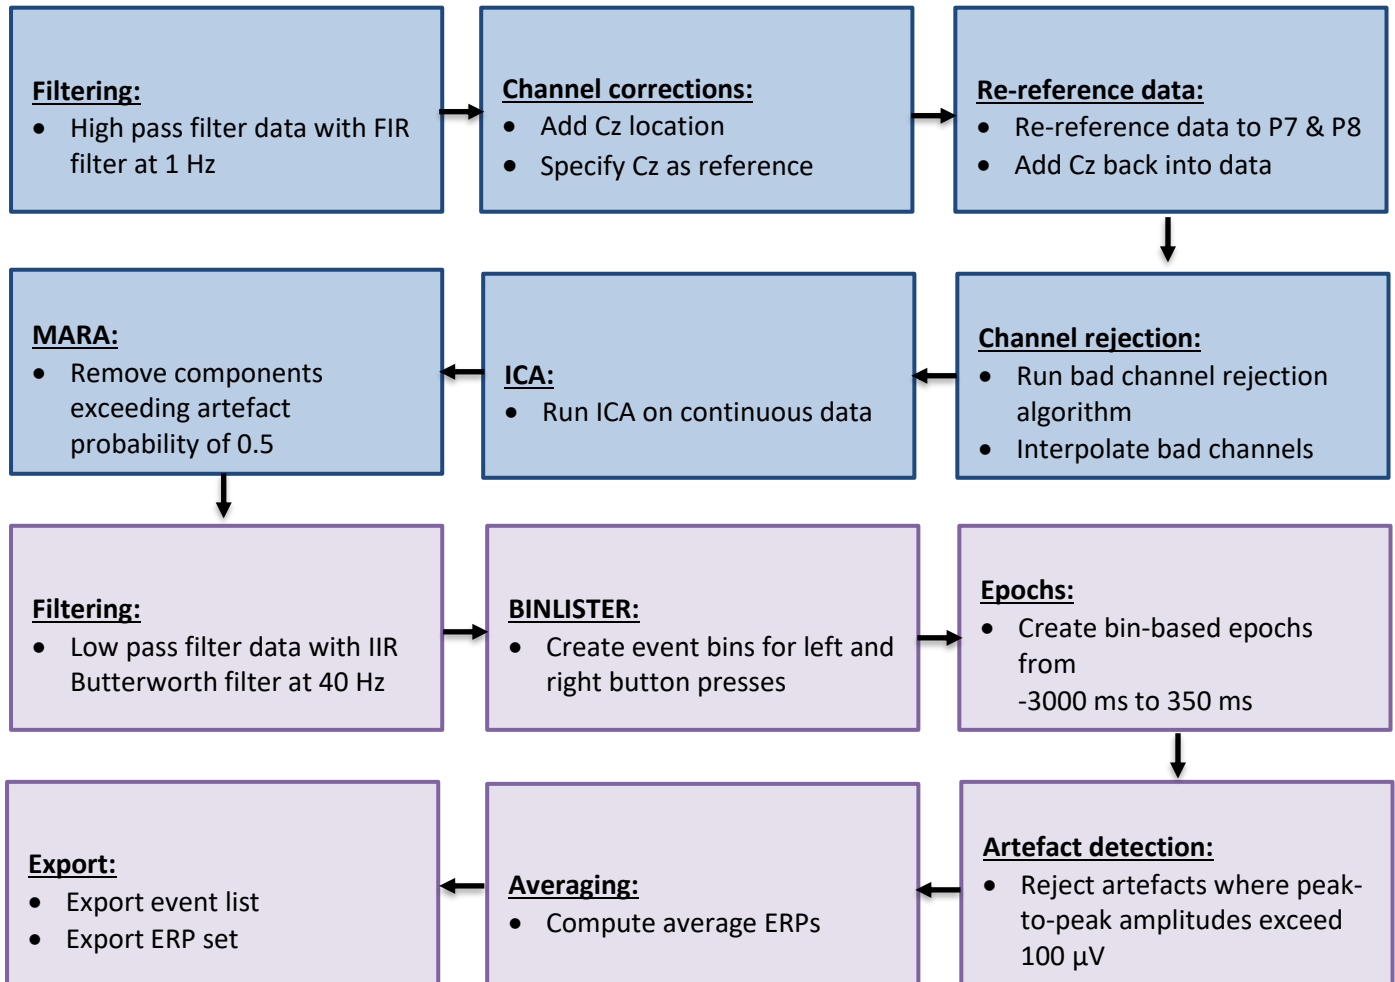 Filtering:
• High pass filter data with FIR
filter at 1 Hz
Channel corrections:
• Add Cz location
• Specify Cz as reference
Re-reference data:
• Re-reference data to P7 & P8
• Add Cz back into data
Channel rejection:
• Run bad channel rejection
algorithm
• Interpolate bad channels
ICA:
• Run ICA on continuous data
MARA:
• Remove components
exceeding artefact
probability of 0.5
Filtering:
• Low pass filter data with IIR
Butterworth filter at 40 Hz
BINLISTER:
• Create event bins for left and
right button presses
Epochs:
• Create bin-based epochs
from
-3000 ms to 350 ms
Artefact detection:
• Reject artefacts where peak-
to-peak amplitudes exceed
100 µV
Averaging:
• Compute average ERPs
Export:
• Export event list
• Export ERP set